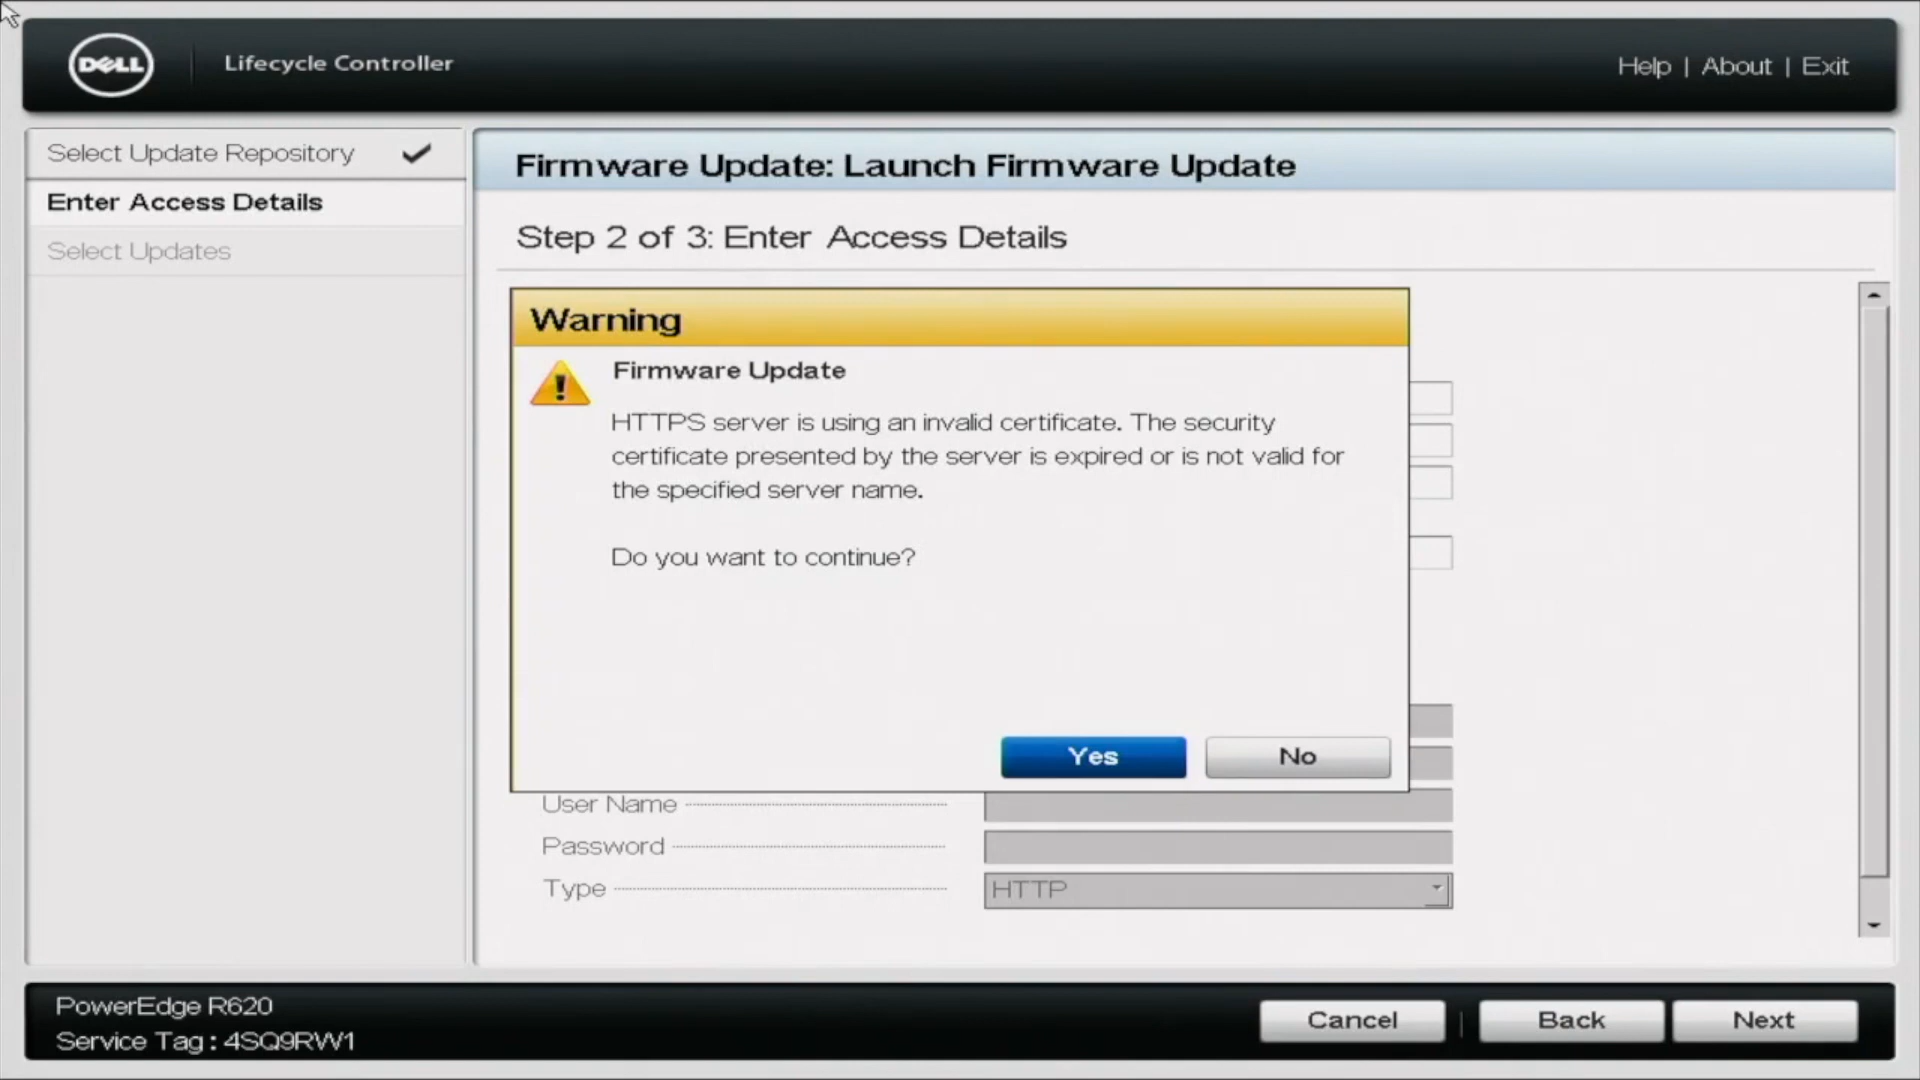 DELL
Lifecycle Controller
Help | About | Exit
Select Update Repository
Enter Access Details
Select Updates
Firmware Update: Launch Firmware Update
Step 2 of 3: Enter Access Details
Warning
Firmware Update
HTTPS server is using an invalid certificate. The security
certificate presented by the server is expired or is not valid for
the specified server name.
Do you want to continue?
Yes
No
User Name
Password
Type
HTTP
PowerEdge R620
Service Tag : 4SQ9RW1
Cancel
Back
Next